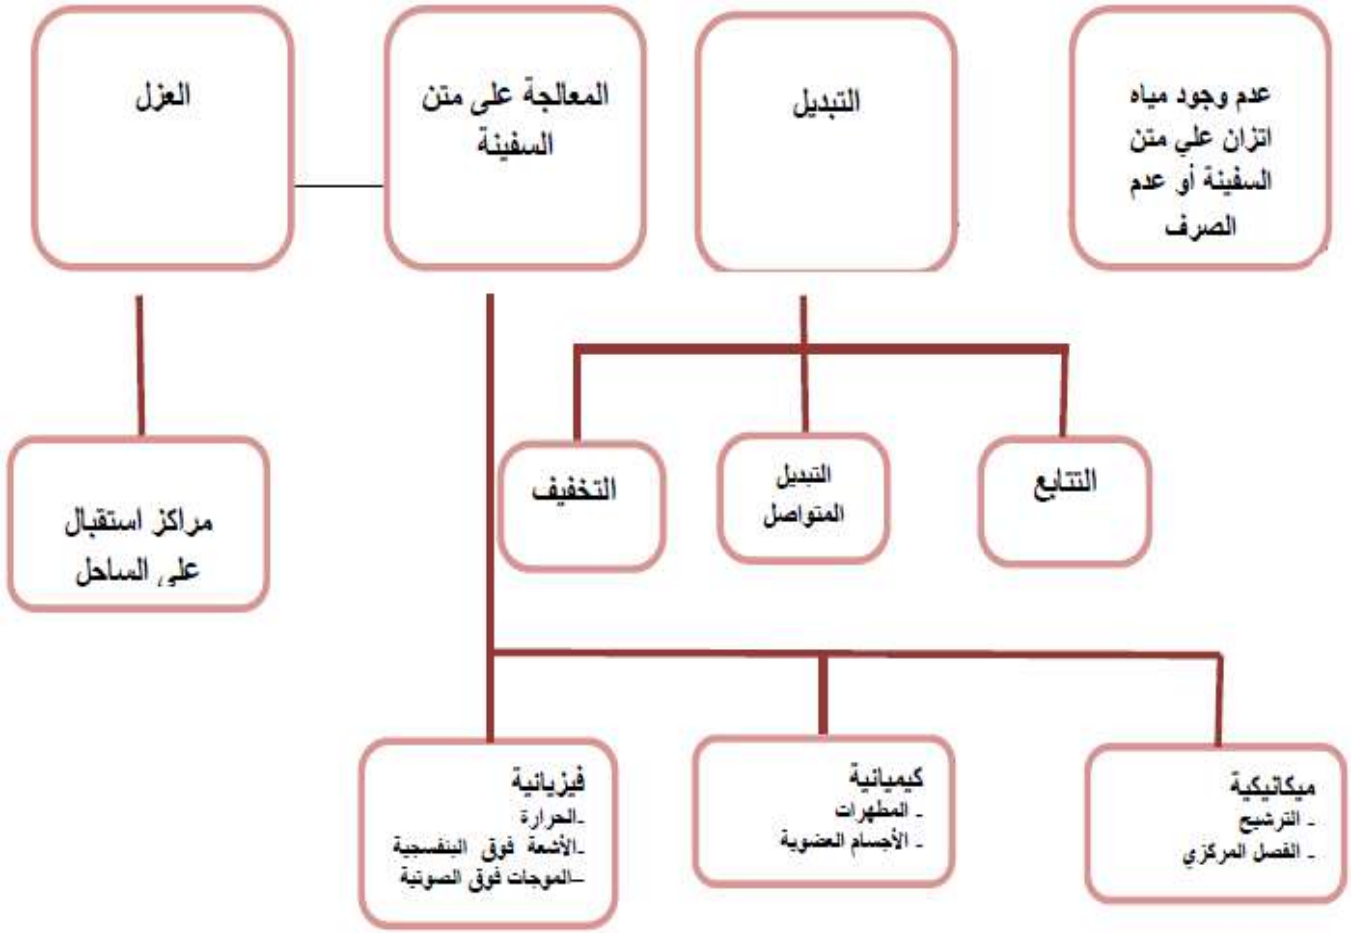 عدم وجود مياه
اتزان علي متن
السفينة أو عدم
الصرف
التبديل
المعالجة على متن
السفينة
العزل
التتابع
التبديل
المتواصل
التخفيف
مراكز استقبال
على الساحل
ميكانيكية
- الترشيح
- الفصل المركزي
كيميائية
- المطهرات
- الأجسام العضوية
فيزيائية
-الحرارة
-الأشعة فوق البنفسجية
–الموجات فوق الصوتية